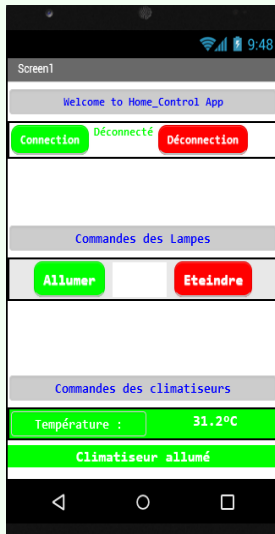 9:48
Screen1
Welcome to Home_Control App
Connection Déconnecté Déconnection
Commandes des Lampes
Allumer Eteindre
Commandes des climatiseurs
Température : 31.2ºC
Climatiseur allumé